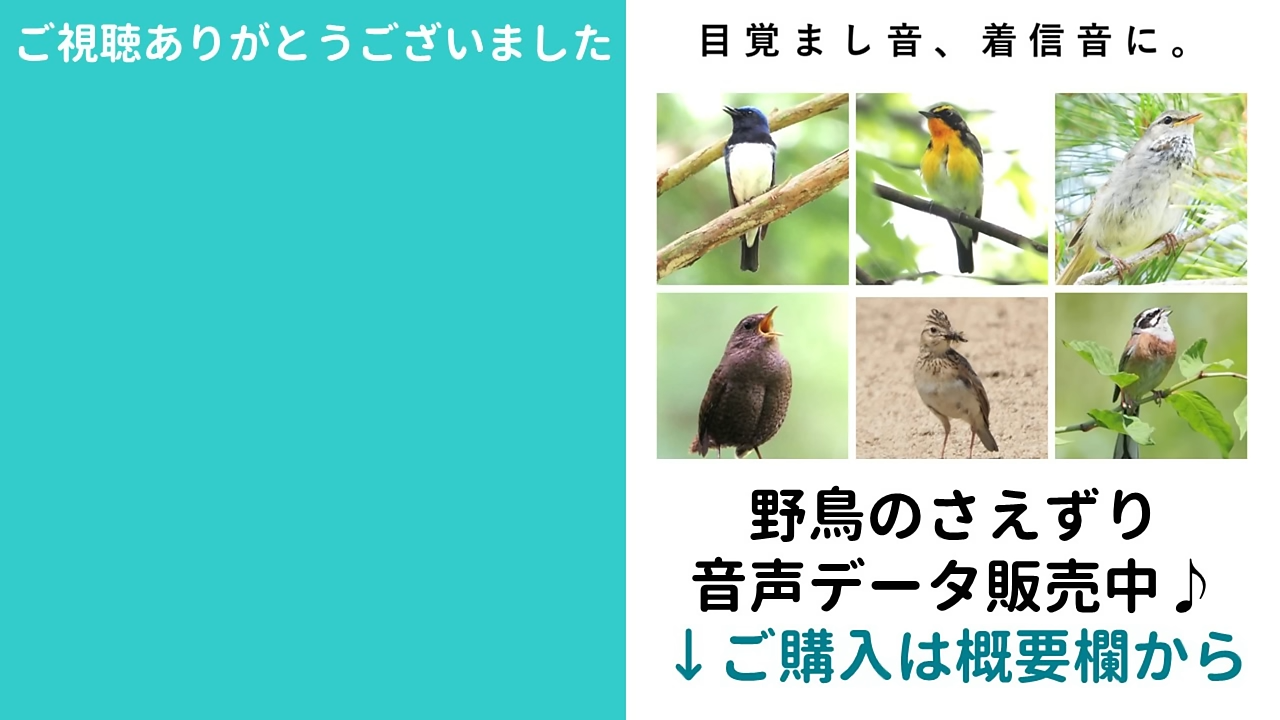 ご視聴ありがとうございました
目覚まし音、着信音に。
野鳥のさえずり
音声データ販売中♪
↓ご購入は概要欄から